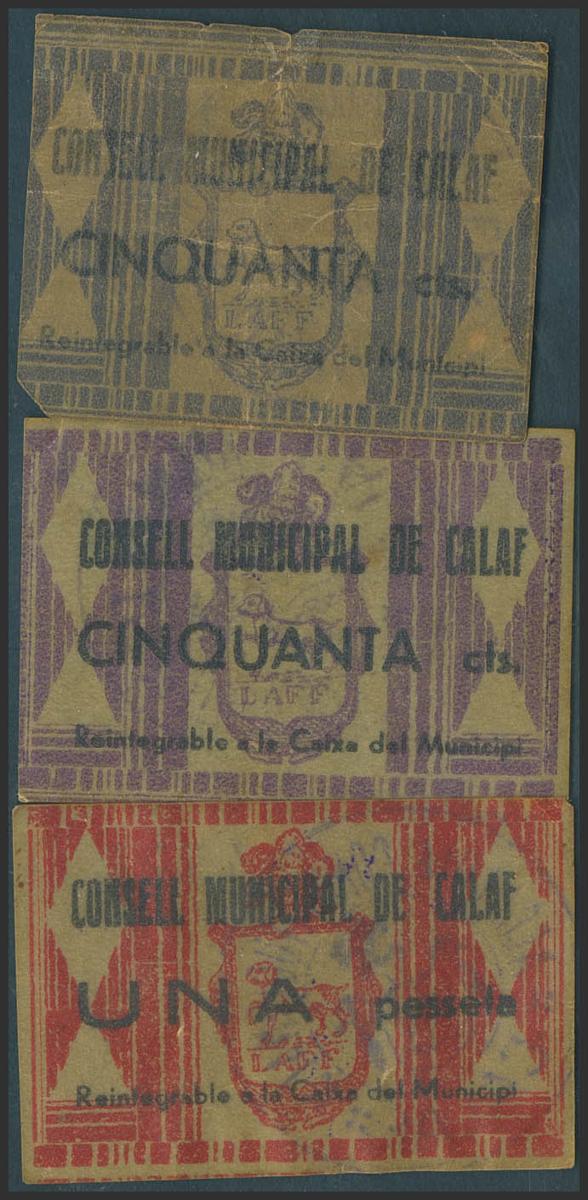 CONSELL MUNICIPAL DE CALAF
CINQUANTA cts.
LAFF
Reintegrable a la Caixa del Municipi
CONSELL MUNICIPAL DE CALAF
CINQUANTA cts.
LAFF
Reintegrable a la Caixa del Municipi
CONSELL MUNICIPAL DE CALAF
UNA pesseta
LAFF
Reintegrable a la Caixa del Municipi